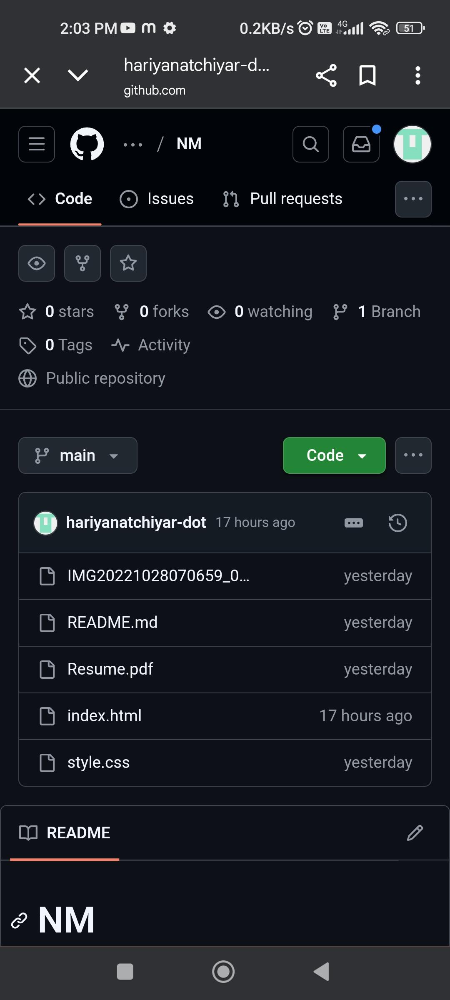 2:03 PM 0.2KB/s Vo LTE 4G 51
hariyanatchiyar-d...
github.com
... / NM
Code Issues Pull requests
0 stars 0 forks 0 watching 1 Branch
0 Tags Activity
Public repository
main Code
hariyanatchiyar-dot 17 hours ago
IMG20221028070659_0... yesterday
README.md yesterday
Resume.pdf yesterday
index.html 17 hours ago
style.css yesterday
README
NM